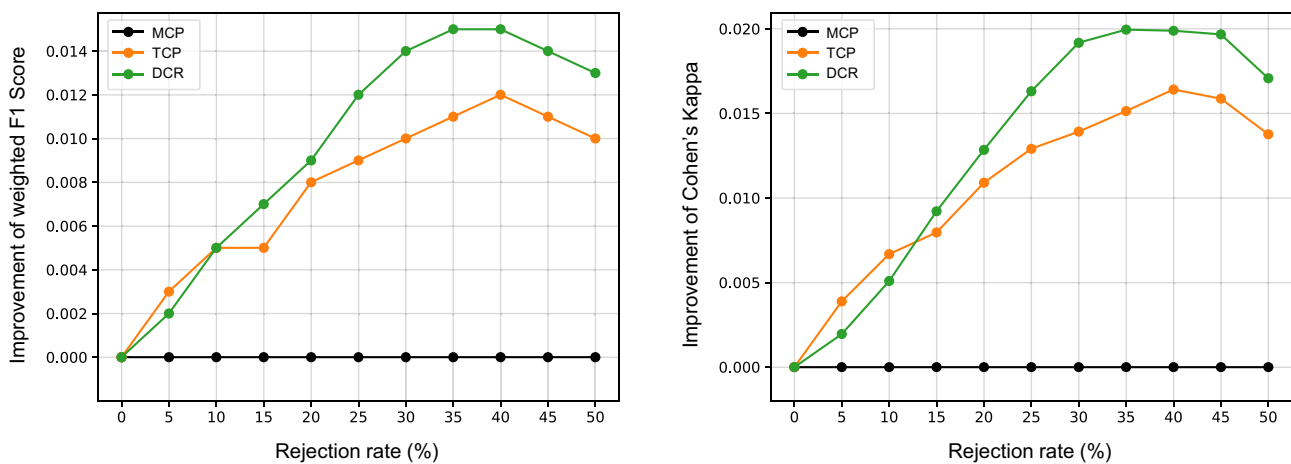 MCP
TCP
DCR
Improvement of weighted F1 Score
0.014
0.012
0.010
0.008
0.006
0.004
0.002
0.000
0 5 10 15 20 25 30 35 40 45 50
Rejection rate (%)
MCP
TCP
DCR
Improvement of Cohen's Kappa
0.020
0.015
0.010
0.005
0.000
0 5 10 15 20 25 30 35 40 45 50
Rejection rate (%)